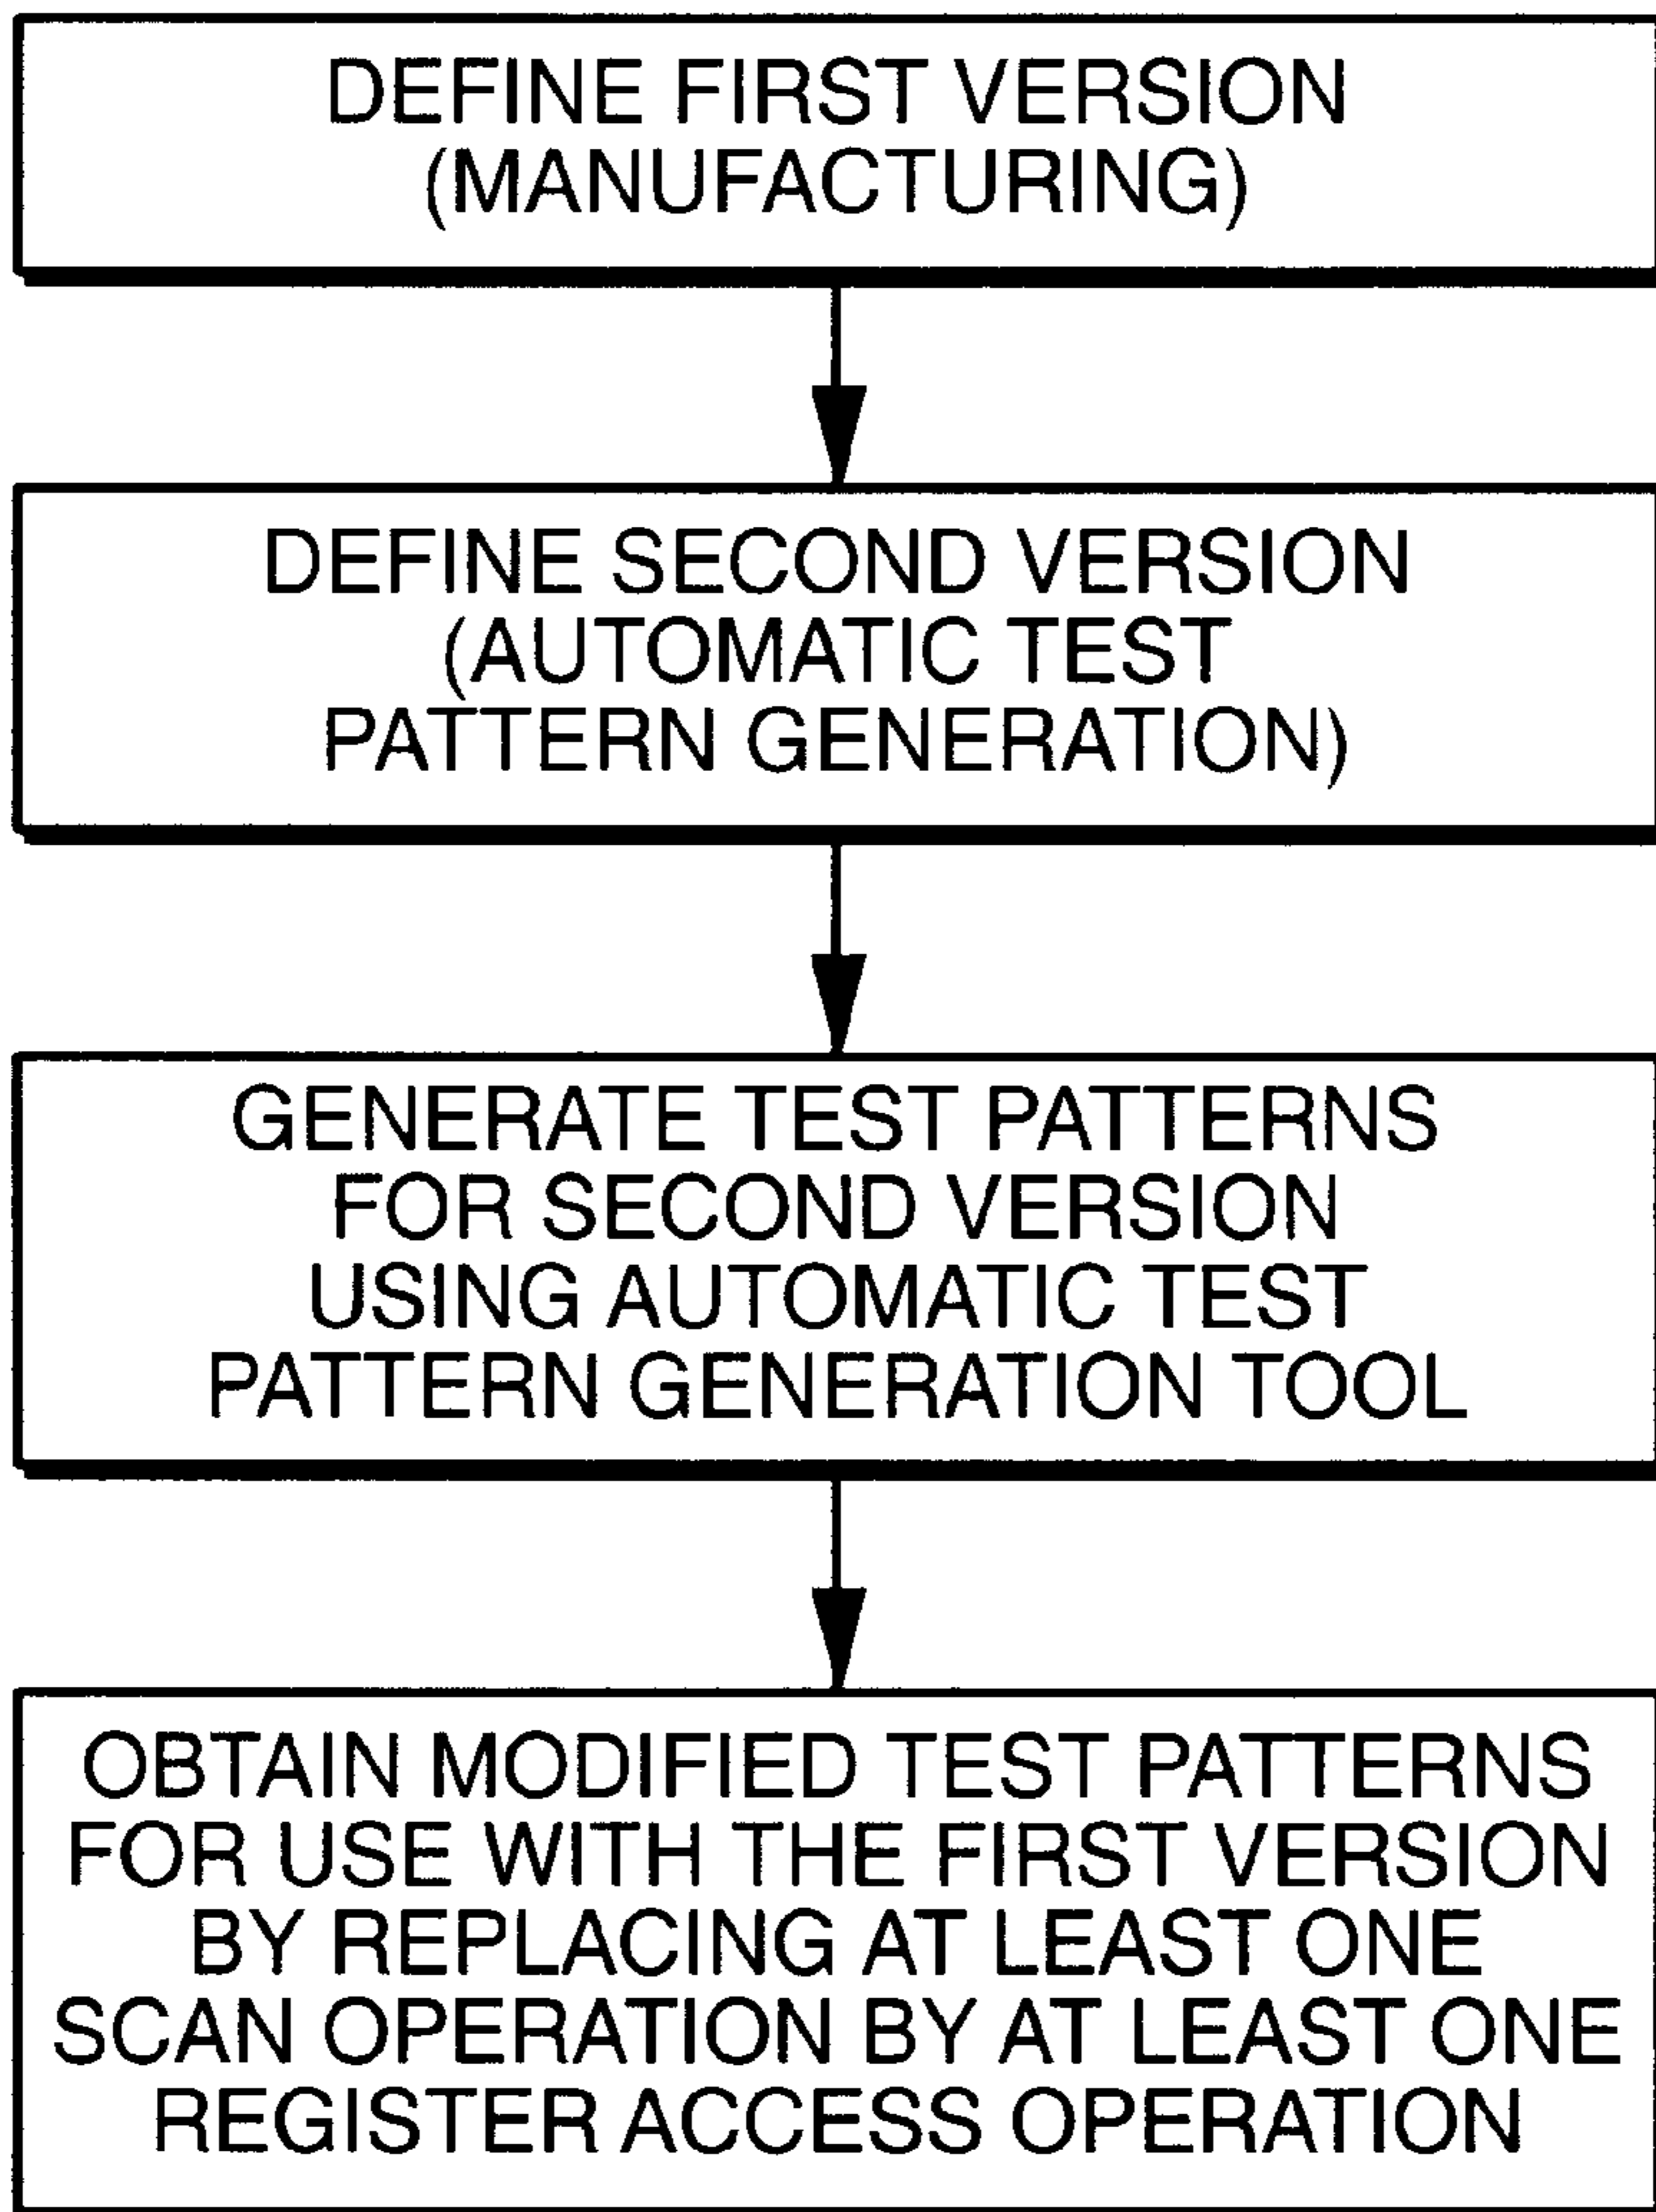 DEFINE FIRST VERSION
(MANUFACTURING)
DEFINE SECOND VERSION
(AUTOMATIC TEST
PATTERN GENERATION)
GENERATE TEST PATTERNS
FOR SECOND VERSION
USING AUTOMATIC TEST
PATTERN GENERATION TOOL
OBTAIN MODIFIED TEST PATTERNS
FOR USE WITH THE FIRST VERSION
BY REPLACING AT LEAST ONE
SCAN OPERATION BY AT LEAST ONE
REGISTER ACCESS OPERATION